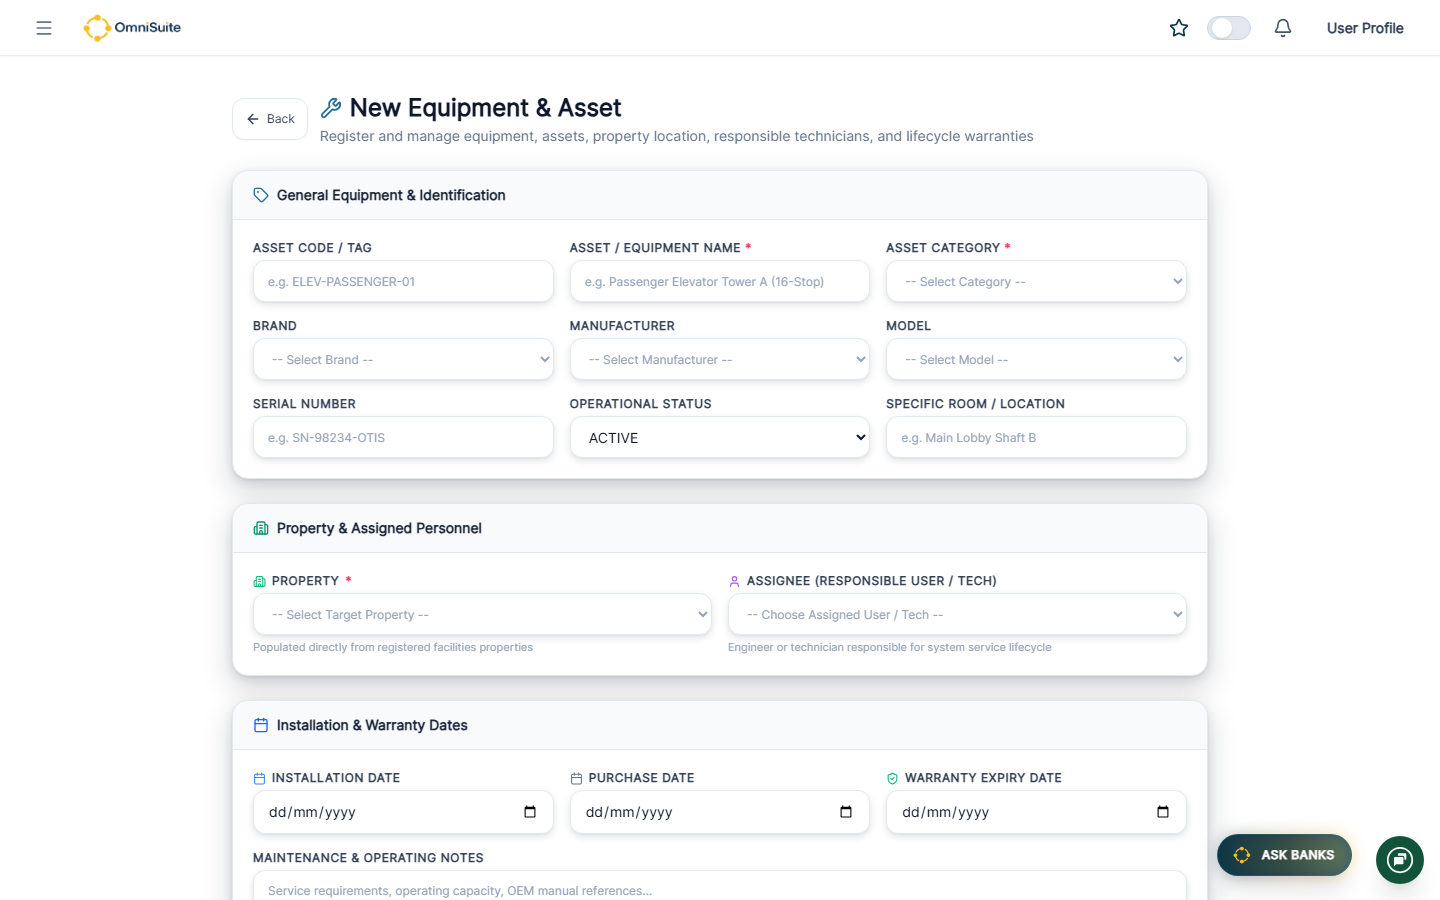 OmniSuite
User Profile
Back
New Equipment & Asset
Register and manage equipment, assets, property location, responsible technicians, and lifecycle warranties
General Equipment & Identification
ASSET CODE / TAG
ASSET / EQUIPMENT NAME *
ASSET CATEGORY *
e.g. ELEV-PASSENGER-01
e.g. Passenger Elevator Tower A (16-Stop)
-- Select Category --
BRAND
MANUFACTURER
MODEL
-- Select Brand --
-- Select Manufacturer --
-- Select Model --
SERIAL NUMBER
OPERATIONAL STATUS
SPECIFIC ROOM / LOCATION
e.g. SN-98234-OTIS
ACTIVE
e.g. Main Lobby Shaft B
Property & Assigned Personnel
PROPERTY *
ASSIGNEE (RESPONSIBLE USER / TECH)
-- Select Target Property --
-- Choose Assigned User / Tech --
Populated directly from registered facilities properties
Engineer or technician responsible for system service lifecycle
Installation & Warranty Dates
INSTALLATION DATE
PURCHASE DATE
WARRANTY EXPIRY DATE
dd/mm/yyyy
dd/mm/yyyy
dd/mm/yyyy
MAINTENANCE & OPERATING NOTES
Service requirements, operating capacity, OEM manual references...
ASK BANKS